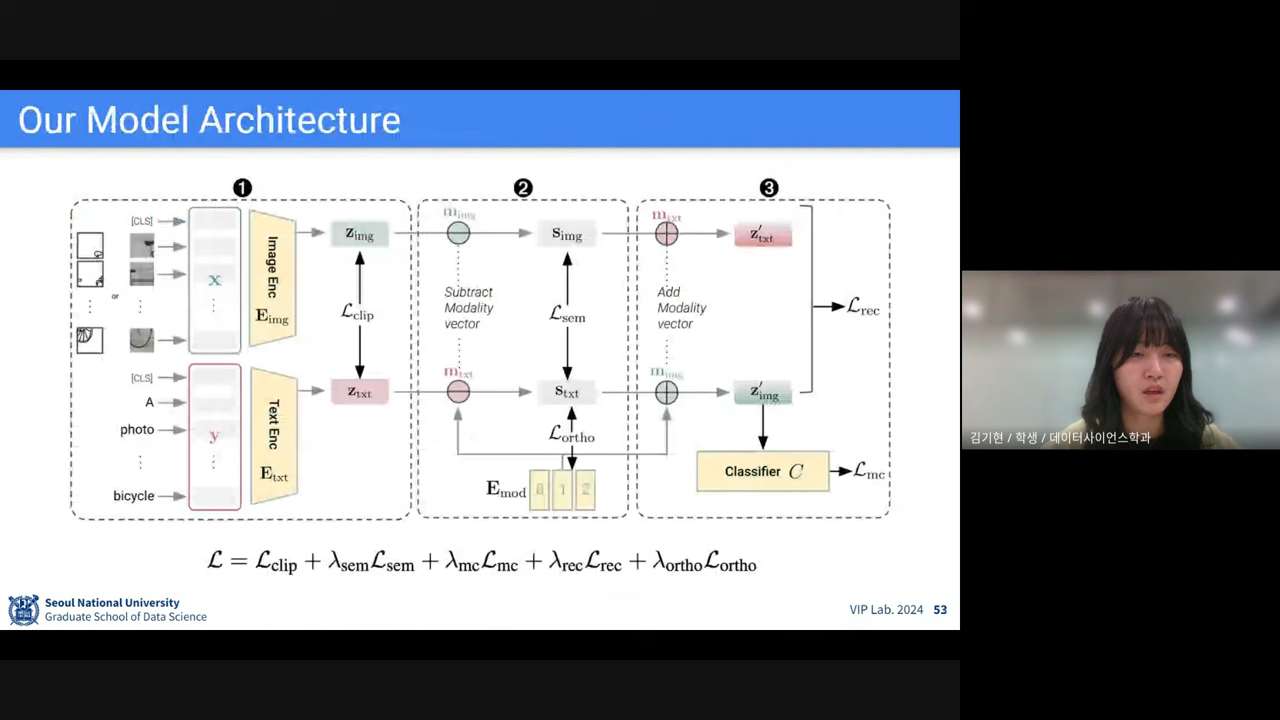 Our Model Architecture
❶
❷
❸
[CLS]
or
x
Image Enc
E_img
z_img
L_clip
[CLS]
A
photo
bicycle
y
Text Enc
E_txt
z_txt
m_img
Subtract
Modality
vector
m_txt
s_img
L_sem
s_txt
L_ortho
E_mod
0 1 2
m_txt
Add
Modality
vector
m_img
z'_txt
z'_img
L_rec
Classifier C
L_mc
L = L_clip + λ_sem L_sem + λ_mc L_mc + λ_rec L_rec + λ_ortho L_ortho
Seoul National University
Graduate School of Data Science
VIP Lab. 2024 53
김기현 / 학생 / 데이터사이언스학과